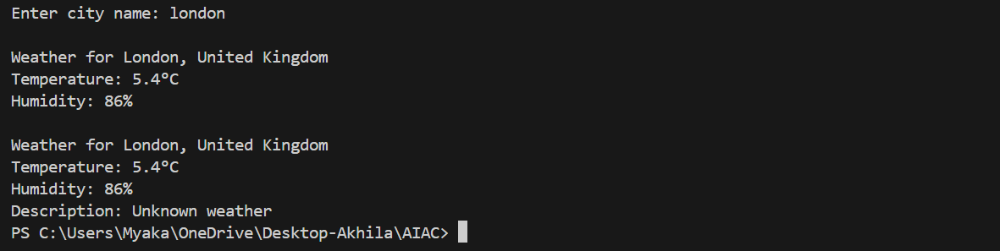 Enter city name: london
Weather for London, United Kingdom
Temperature: 5.4°C
Humidity: 86%
Weather for London, United Kingdom
Temperature: 5.4°C
Humidity: 86%
Description: Unknown weather
PS C:\Users\Myaka\OneDrive\Desktop-Akhila\AIAC>